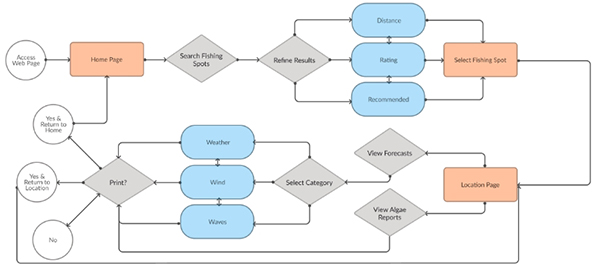 Distance
Access
Web Page
Home Page
Search Fishing
Spots
Refine Results
Rating
Select Fishing Spot
Recommended
Yes &
Return to
Home
Weather
View Forecasts
Yes &
Return to
Location
Print?
Wind
Select Category
Location Page
View Algae
Reports
No
Waves